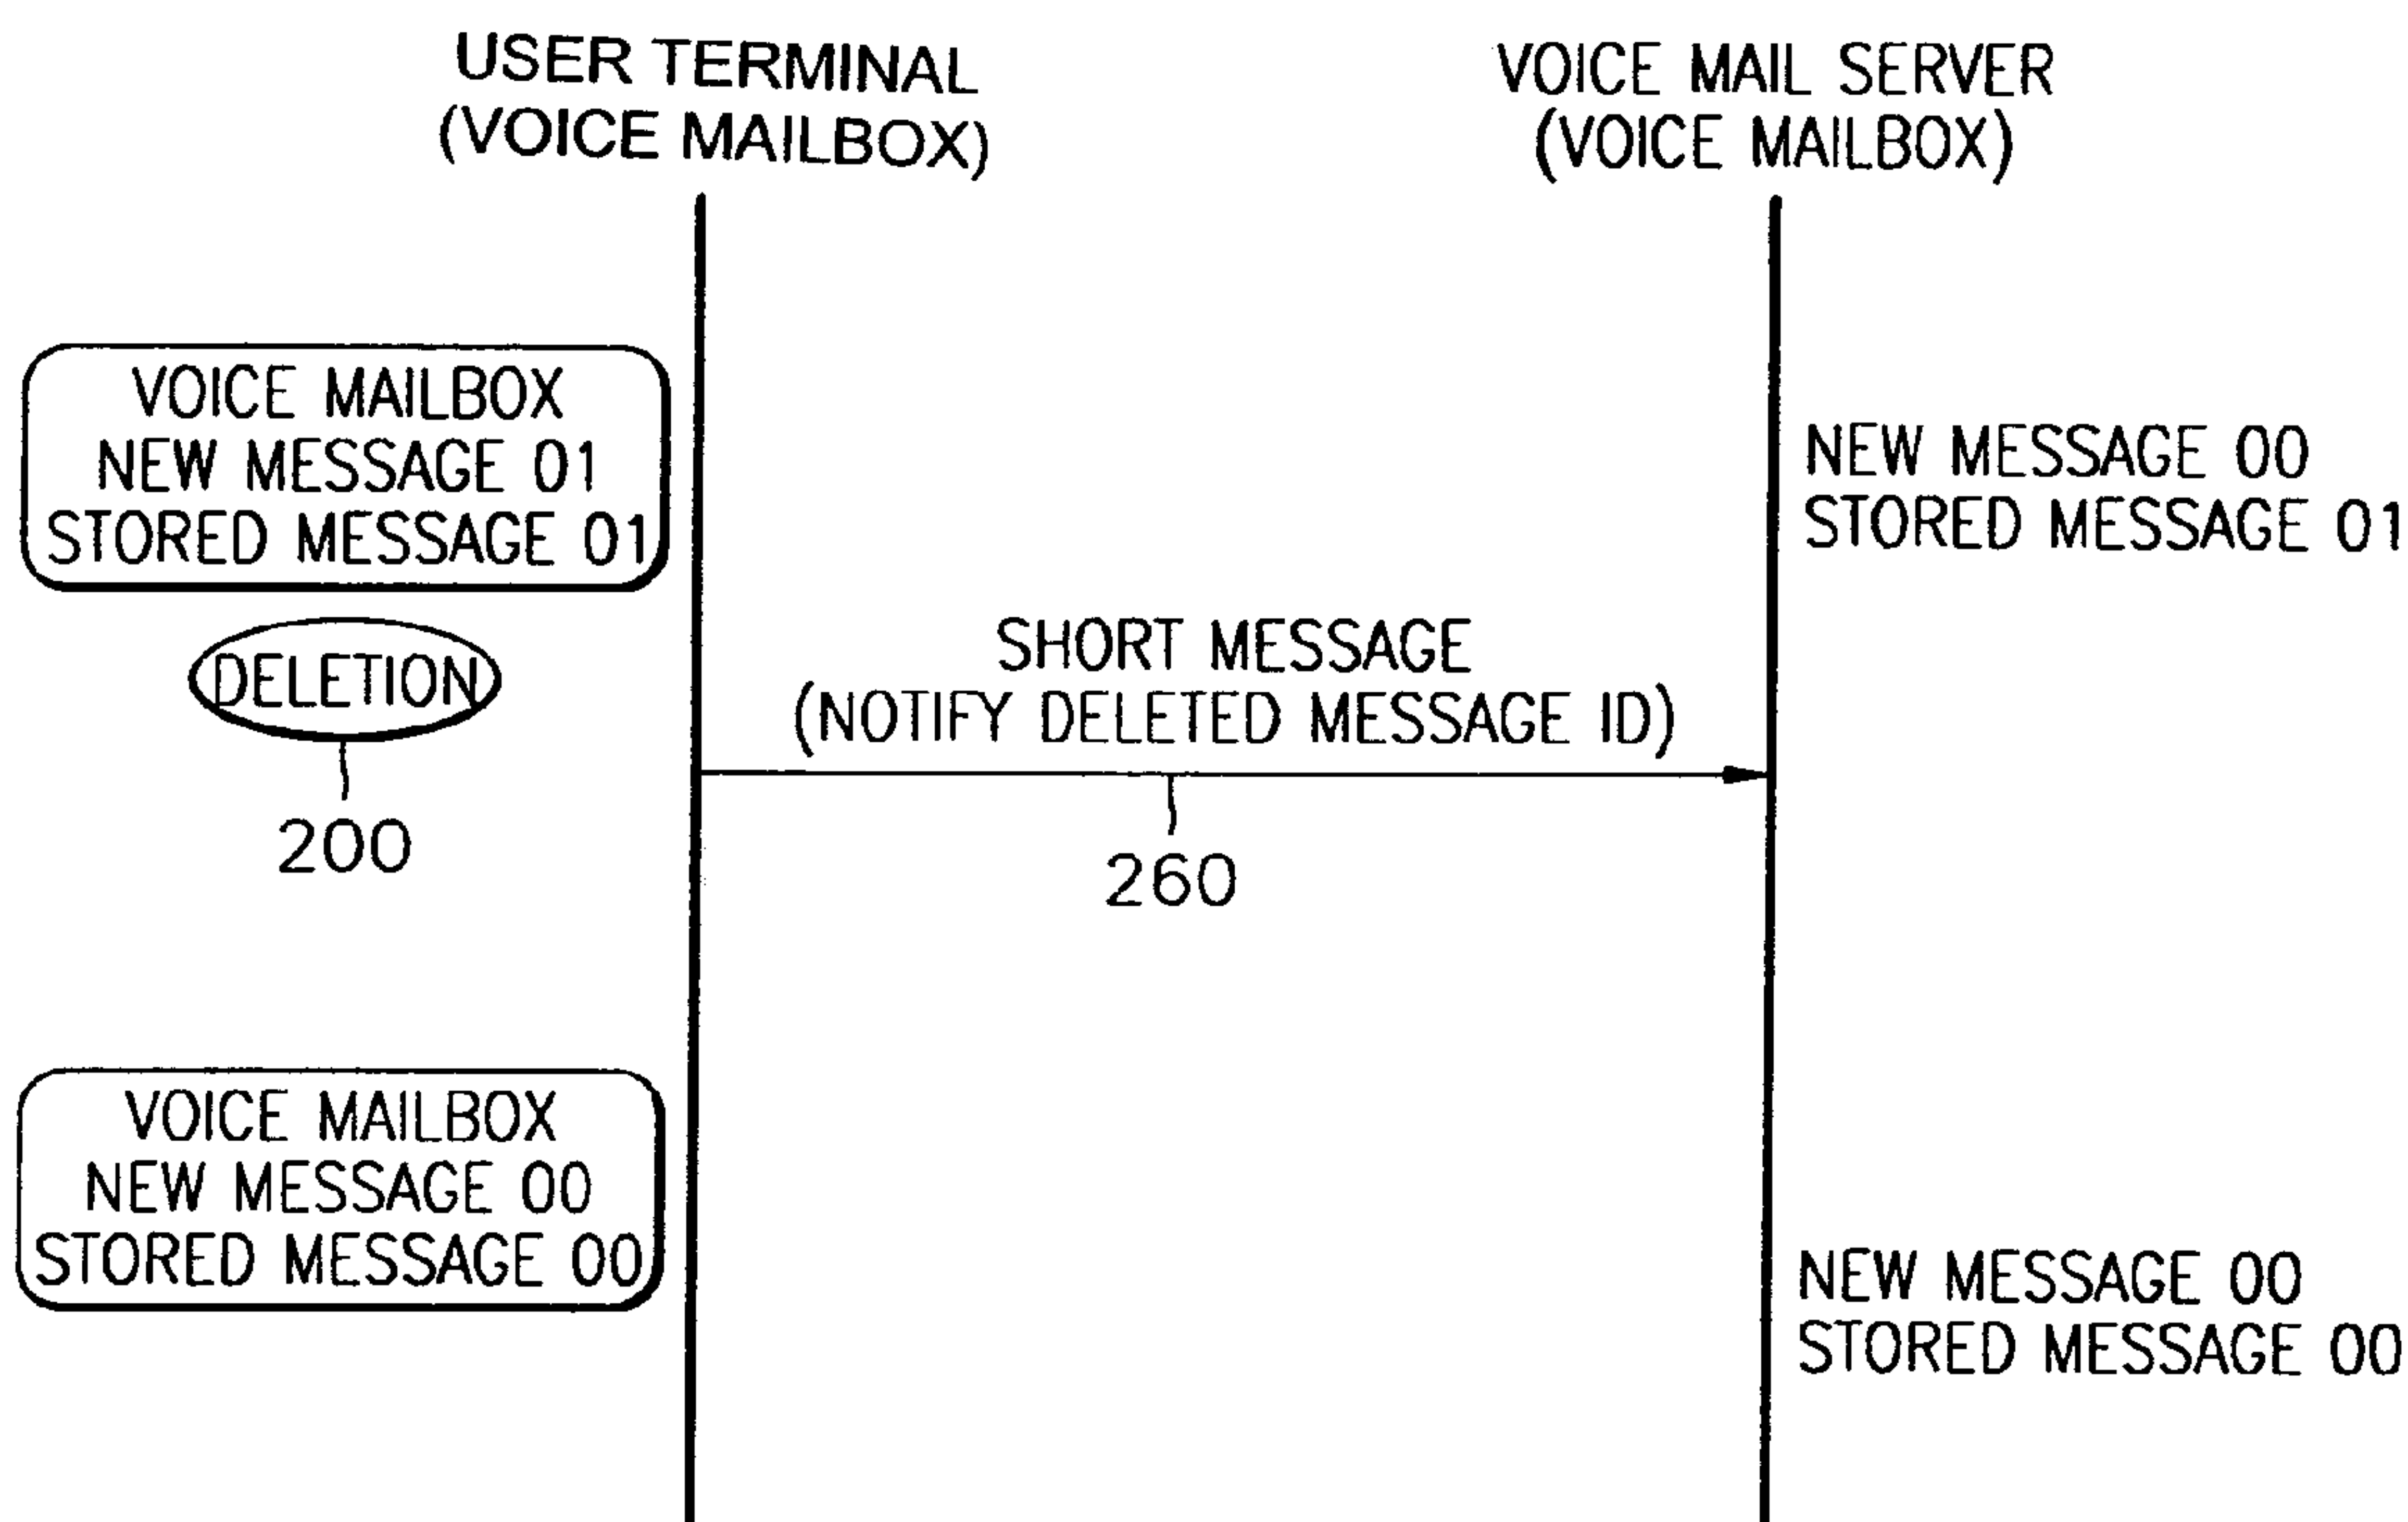 USER TERMINAL
(VOICE MAILBOX)
VOICE MAIL SERVER
(VOICE MAILBOX)
VOICE MAILBOX
NEW MESSAGE 01
STORED MESSAGE 01
NEW MESSAGE 00
STORED MESSAGE 01
DELETION
200
SHORT MESSAGE
(NOTIFY DELETED MESSAGE ID)
260
VOICE MAILBOX
NEW MESSAGE 00
STORED MESSAGE 00
NEW MESSAGE 00
STORED MESSAGE 00